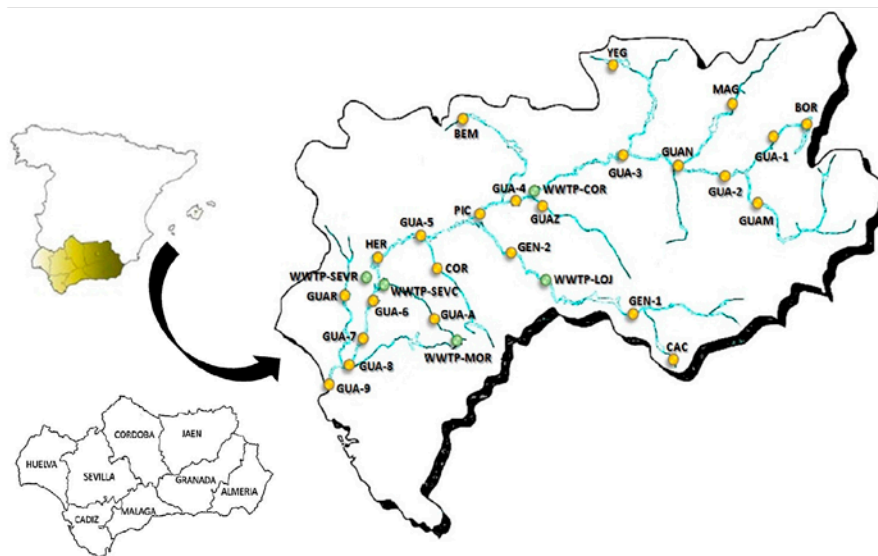 YEG
MAG
BOR
BEM
GUA-1
GUAN
GUA-3
GUA-2
WWTP-COR
GUA-4
GUAM
PIC
GUAZ
GUA-5
GUA-2
GEN-2
HER
COR
WWTP-SEVR
WWTP-LOJ
WWTP-SEVC
GUAR
GUA-6
GUA-A
GEN-1
GUA-7
WWTP-MOR
CAC
GUA-8
GUA-9
CORDOBA
JAEN
HUELVA
SEVILLA
GRANADA
ALMERIA
MALAGA
CADIZ